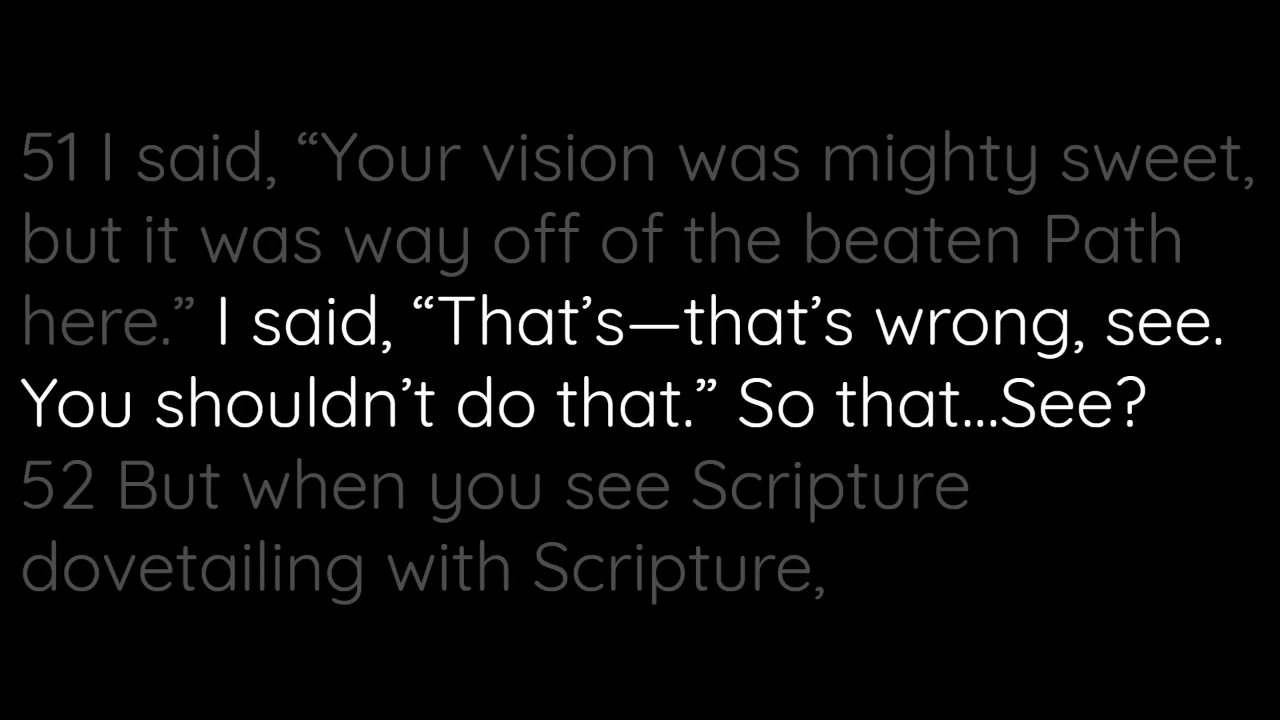 51 I said, “Your vision was mighty sweet,
but it was way off of the beaten Path
here.” I said, “That’s—that’s wrong, see.
You shouldn’t do that.” So that...See?
52 But when you see Scripture
dovetailing with Scripture,